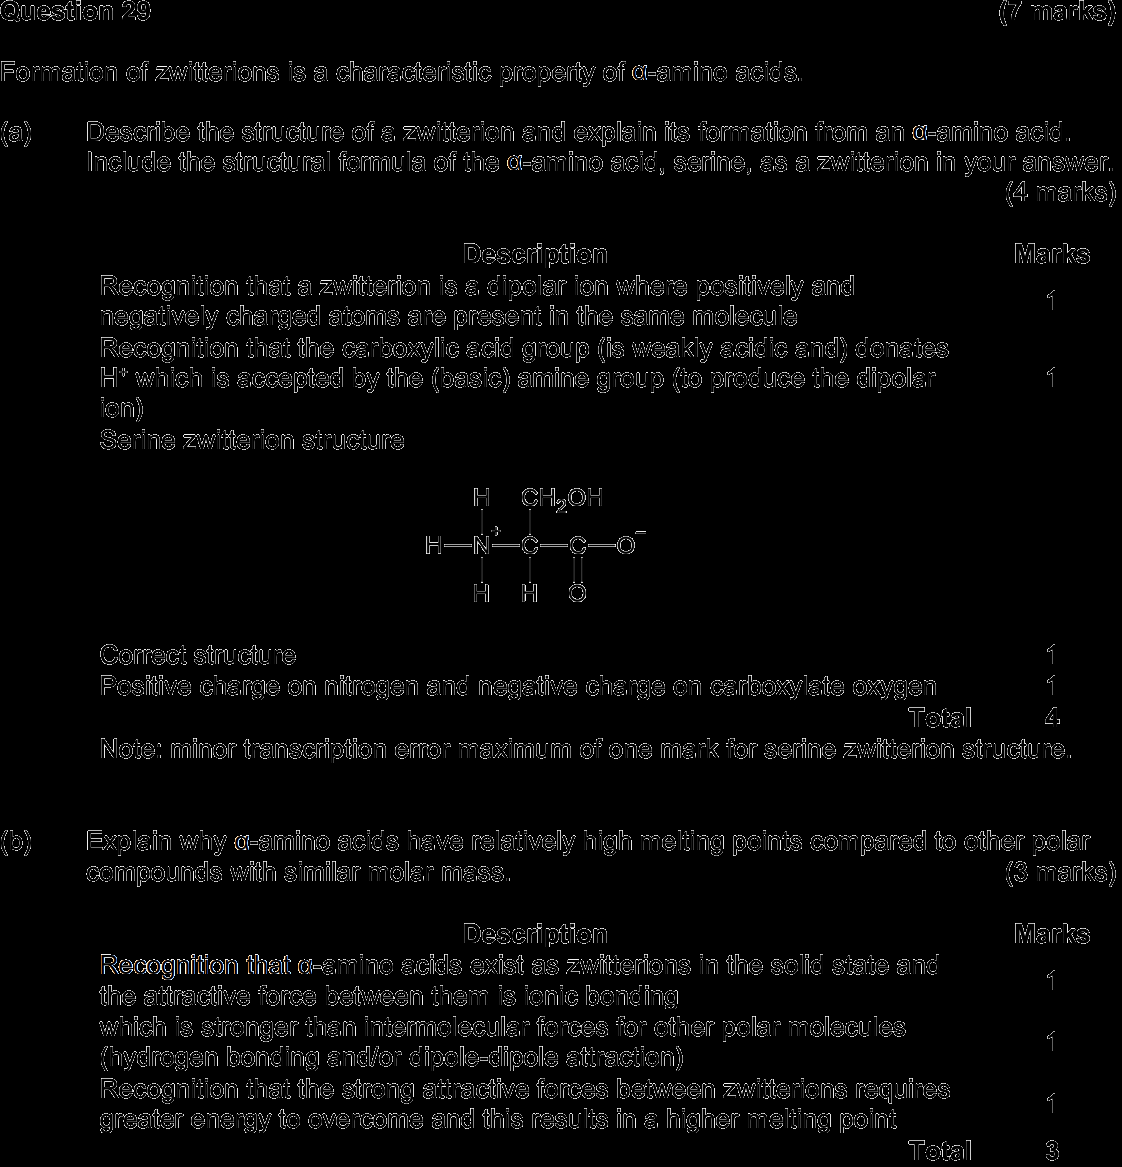 Question 29 (7 marks)
Formation of zwitterions is a characteristic property of α-amino acids.
(a) Describe the structure of a zwitterion and explain its formation from an α-amino acid.
Include the structural formula of the α-amino acid, serine, as a zwitterion in your answer.
(4 marks)
Description Marks
Recognition that a zwitterion is a dipolar ion where positively and
negatively charged atoms are present in the same molecule 1
Recognition that the carboxylic acid group (is weakly acidic and) donates
H⁺ which is accepted by the (basic) amine group (to produce the dipolar 1
ion)
Serine zwitterion structure
H CH₂OH
H—N⁺—C—C—O⁻
H H O
Correct structure 1
Positive charge on nitrogen and negative charge on carboxylate oxygen 1
Total 4
Note: minor transcription error maximum of one mark for serine zwitterion structure.
(b) Explain why α-amino acids have relatively high melting points compared to other polar
compounds with similar molar mass. (3 marks)
Description Marks
Recognition that α-amino acids exist as zwitterions in the solid state and
the attractive force between them is ionic bonding 1
which is stronger than intermolecular forces for other polar molecules
(hydrogen bonding and/or dipole-dipole attraction) 1
Recognition that the strong attractive forces between zwitterions requires
greater energy to overcome and this results in a higher melting point 1
Total 3